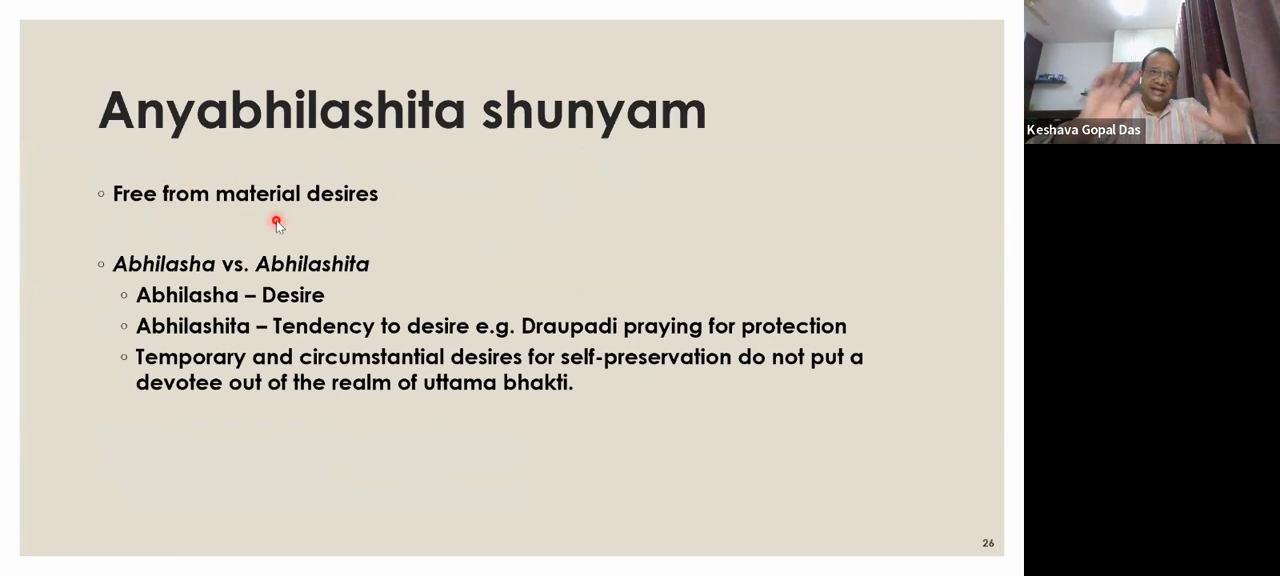 Anyabhilashita shunyam
Free from material desires
Abhilasha vs. Abhilashita
Abhilasha – Desire
Abhilashita – Tendency to desire e.g. Draupadi praying for protection
Temporary and circumstantial desires for self-preservation do not put a
devotee out of the realm of uttama bhakti.
26
Keshava Gopal Das